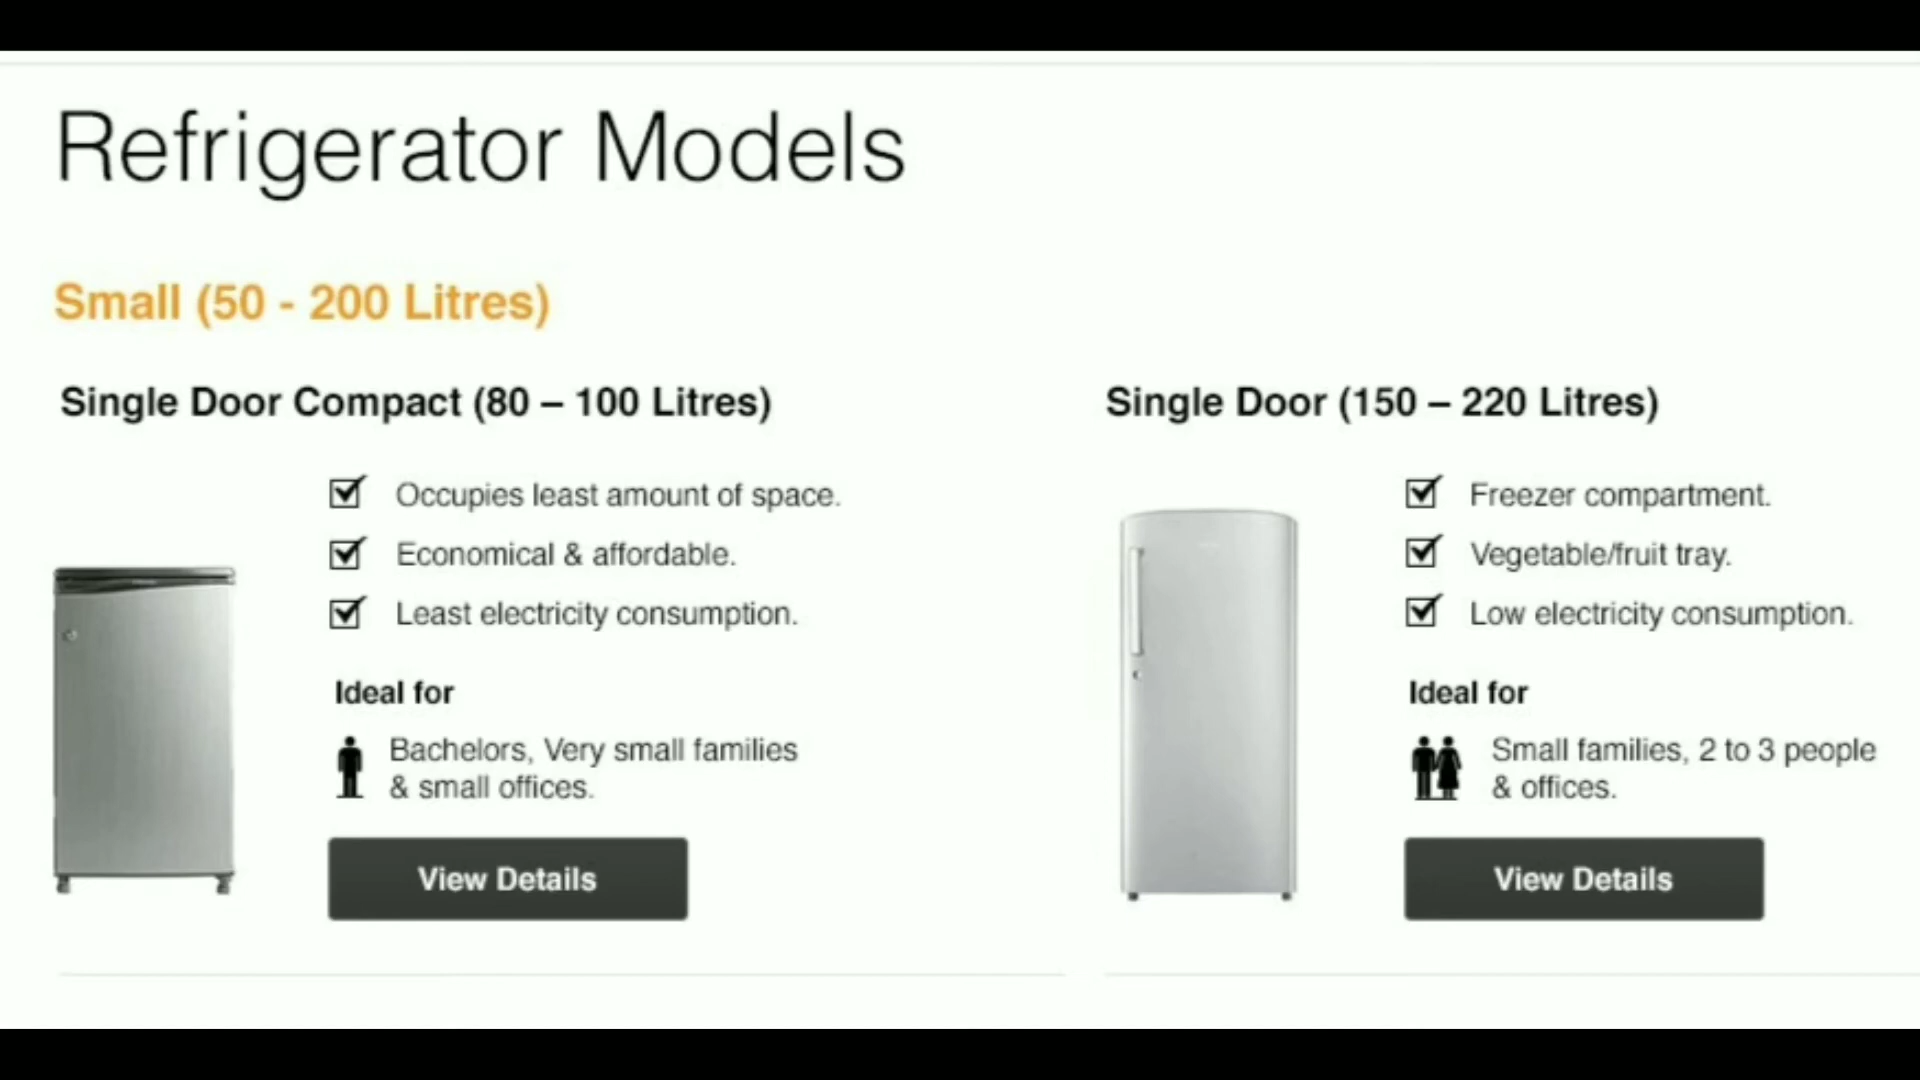 Refrigerator Models
Small (50 - 200 Litres)
Single Door Compact (80 – 100 Litres)
Occupies least amount of space.
Economical & affordable.
Least electricity consumption.
Ideal for
Bachelors, Very small families
& small offices.
View Details
Single Door (150 – 220 Litres)
Freezer compartment.
Vegetable/fruit tray.
Low electricity consumption.
Ideal for
Small families, 2 to 3 people
& offices.
View Details